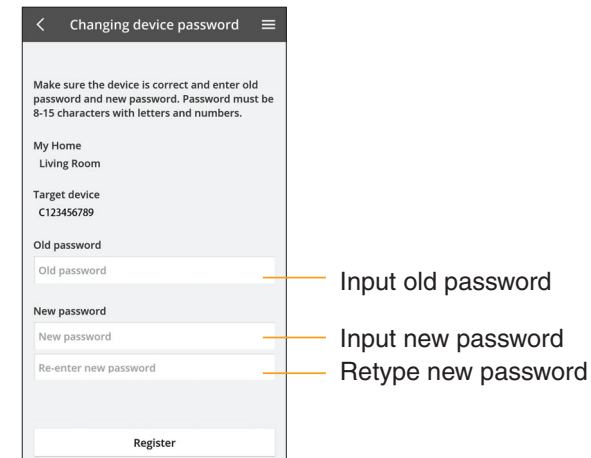 Changing device password
Make sure the device is correct and enter old
password and new password. Password must be
8-15 characters with letters and numbers.
My Home
Living Room
Target device
C123456789
Old password
Old password
Input old password
New password
New password
Input new password
Re-enter new password
Retype new password
Register